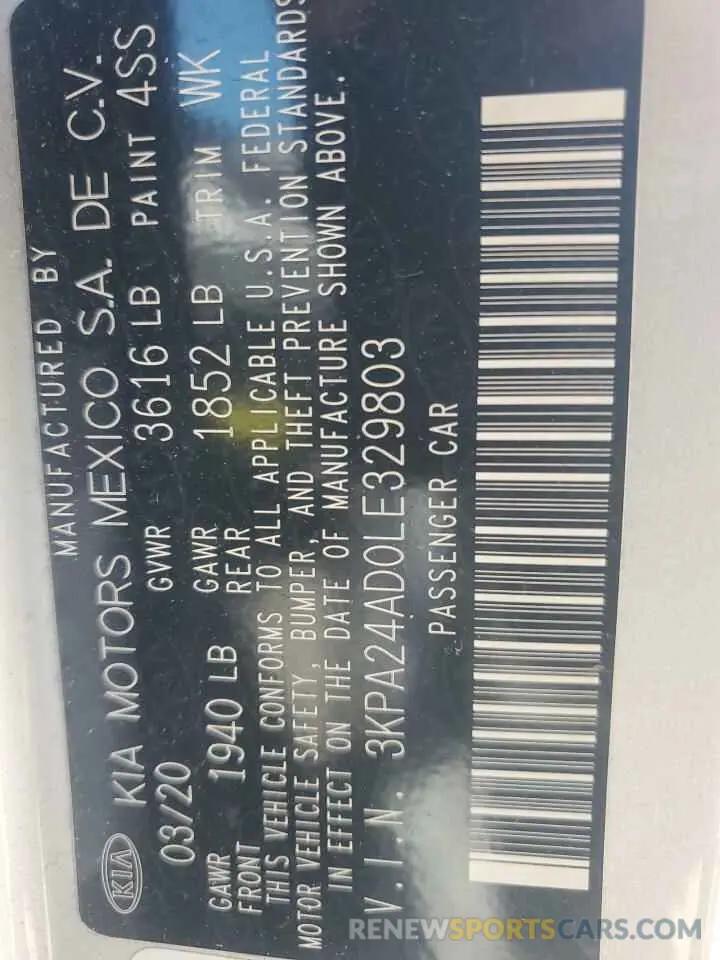 MANUFACTURED BY
KIA KIA MOTORS MEXICO S.A. DE C.V.
03/20 GVWR 3616 LB PAINT 4SS
GAWR FRONT 1940 LB GAWR REAR 1852 LB TRIM WK
THIS VEHICLE CONFORMS TO ALL APPLICABLE U.S.A. FEDERAL
MOTOR VEHICLE SAFETY, BUMPER, AND THEFT PREVENTION STANDARDS
IN EFFECT ON THE DATE OF MANUFACTURE SHOWN ABOVE.
V.I.N. 3KPA24AD0LE329803
PASSENGER CAR
RENEWSPORTSCARS.COM